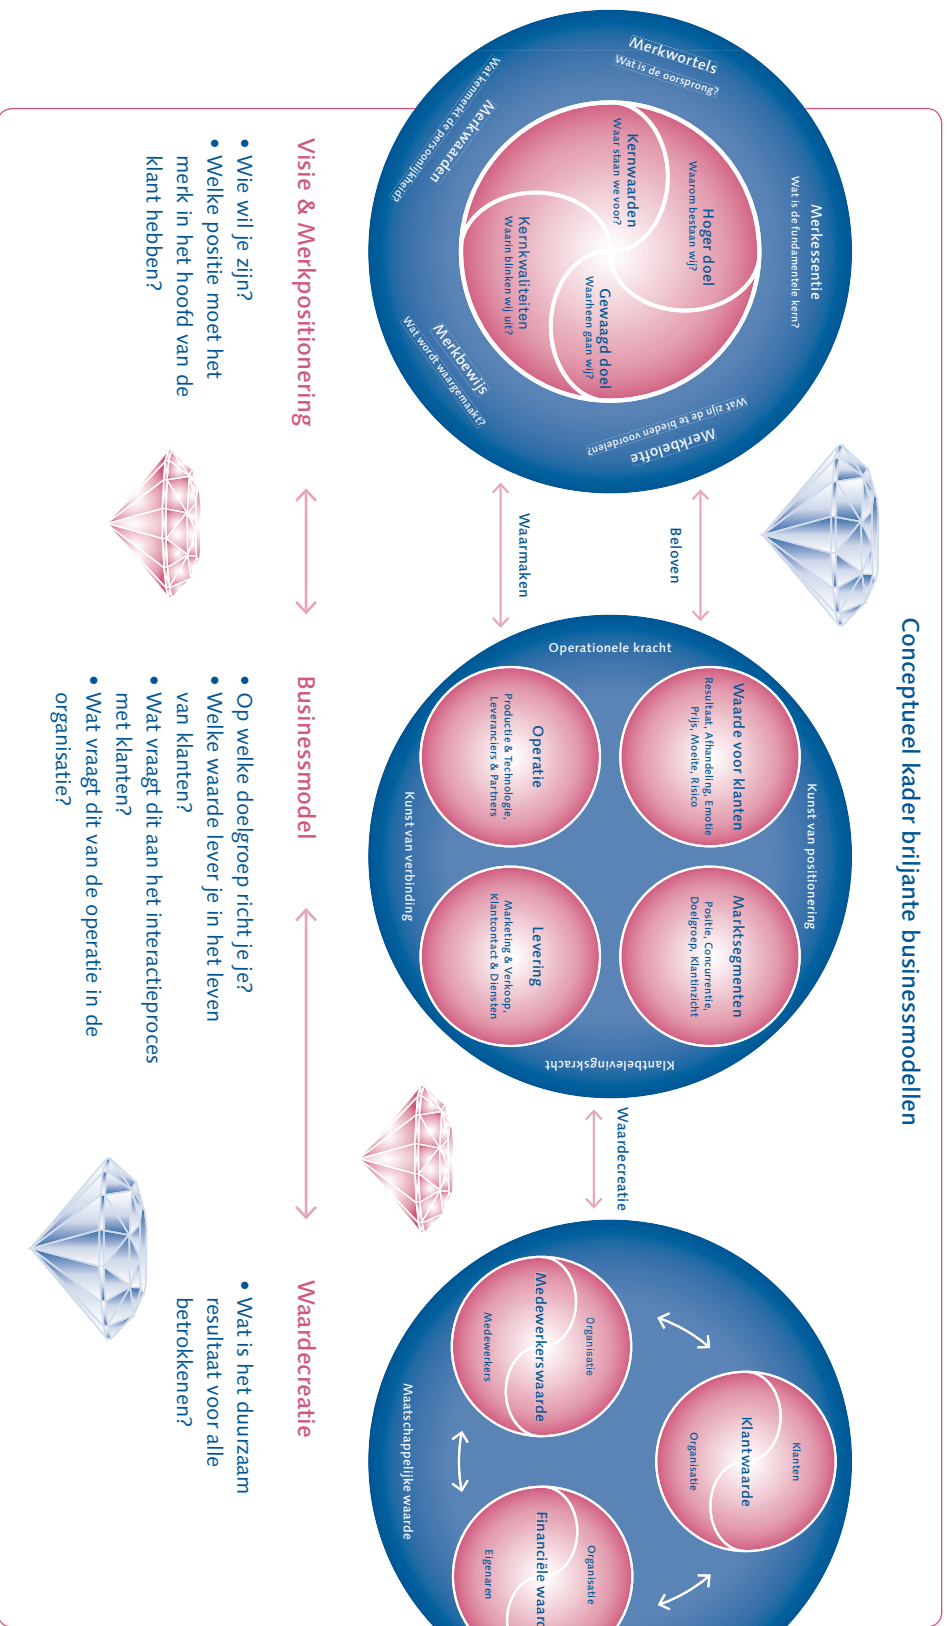 Conceptueel kader briljante businessmodellen
Merkessentie
Wat is de fundamentele kern?
Merkwortels
Wat is de oorsprong?
Merkbelofte
Wat zijn de te bieden voordelen?
Merkwaarden
Wat kenmerkt de persoonlijkheid?
Merkbewijs
Wat wordt waargemaakt?
Hoger doel
Waarom bestaan wij?
Kernwaarden
Waar staan we voor?
Gewaagd doel
Waarheen gaan wij?
Kernkwaliteiten
Waarin blinken wij uit?
Beloven
Waarmaken
Kunst van positionering
Operationele kracht
Waarde voor klanten
Resultaat, Afhandeling, Emotie
Prijs, Moeite, Risico
Marktsegmenten
Positie, Concurrentie,
Doelgroep, Klantinzicht
Operatie
Productie & Technologie,
Leveranciers & Partners
Levering
Marketing & Verkoop,
Klantcontact & Diensten
Klantbelevingskracht
Kunst van verbinding
Waardecreatie
Klanten
Klantwaarde
Organisatie
Organisatie
Medewerkerswaarde
Medewerkers
Organisatie
Financiële
Eigenaren
Maatschappelijke waarde
Visie & Merkpositionering
• Wie wil je zijn?
• Welke positie moet het
merk in het hoofd van de
klant hebben?
Businessmodel
• Op welke doelgroep richt je je?
• Welke waarde lever je in het leven
van klanten?
• Wat vraagt dit aan het interactieproces
met klanten?
• Wat vraagt dit van de operatie in de
organisatie?
Waardecreatie
• Wat is het duurzaam
resultaat voor alle
betrokkenen?